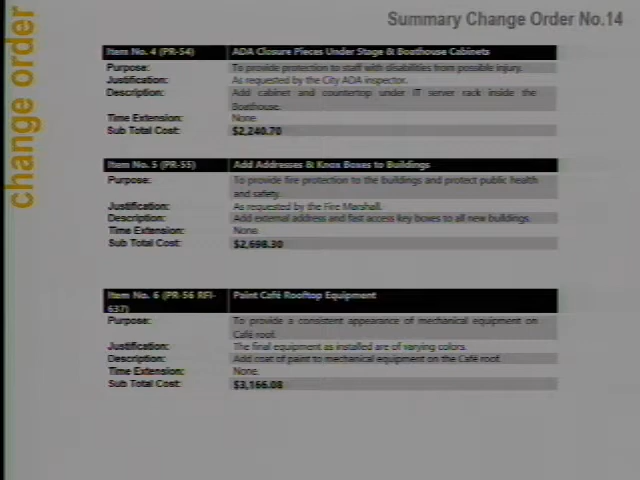 Summary Change Order No.14
change order
Item No. 4 (PR-54) ADA Closure Pieces Under Stage & Boathouse Cabinets
Purpose: To provide protection to staff with disabilities from possible injury.
Justification: As requested by the City ADA inspector.
Description: Add cabinet and countertop under IT server rack inside the
Boathouse.
Time Extension: None.
Sub Total Cost: $2,240.70
Item No. 5 (PR-55) Add Addresses & Knox Boxes to Buildings
Purpose: To provide fire protection to the buildings and protect public health
and safety.
Justification: As requested by the Fire Marshall.
Description: Add external address and fast access key boxes to all new buildings.
Time Extension: None.
Sub Total Cost: $2,698.30
Item No. 6 (PR-56 RFI- Paint Café Rooftop Equipment
637)
Purpose: To provide a consistent appearance of mechanical equipment on
Café roof.
Justification: The final equipment as installed are of varying colors.
Description: Add coat of paint to mechanical equipment on the Café roof.
Time Extension: None.
Sub Total Cost: $3,166.08